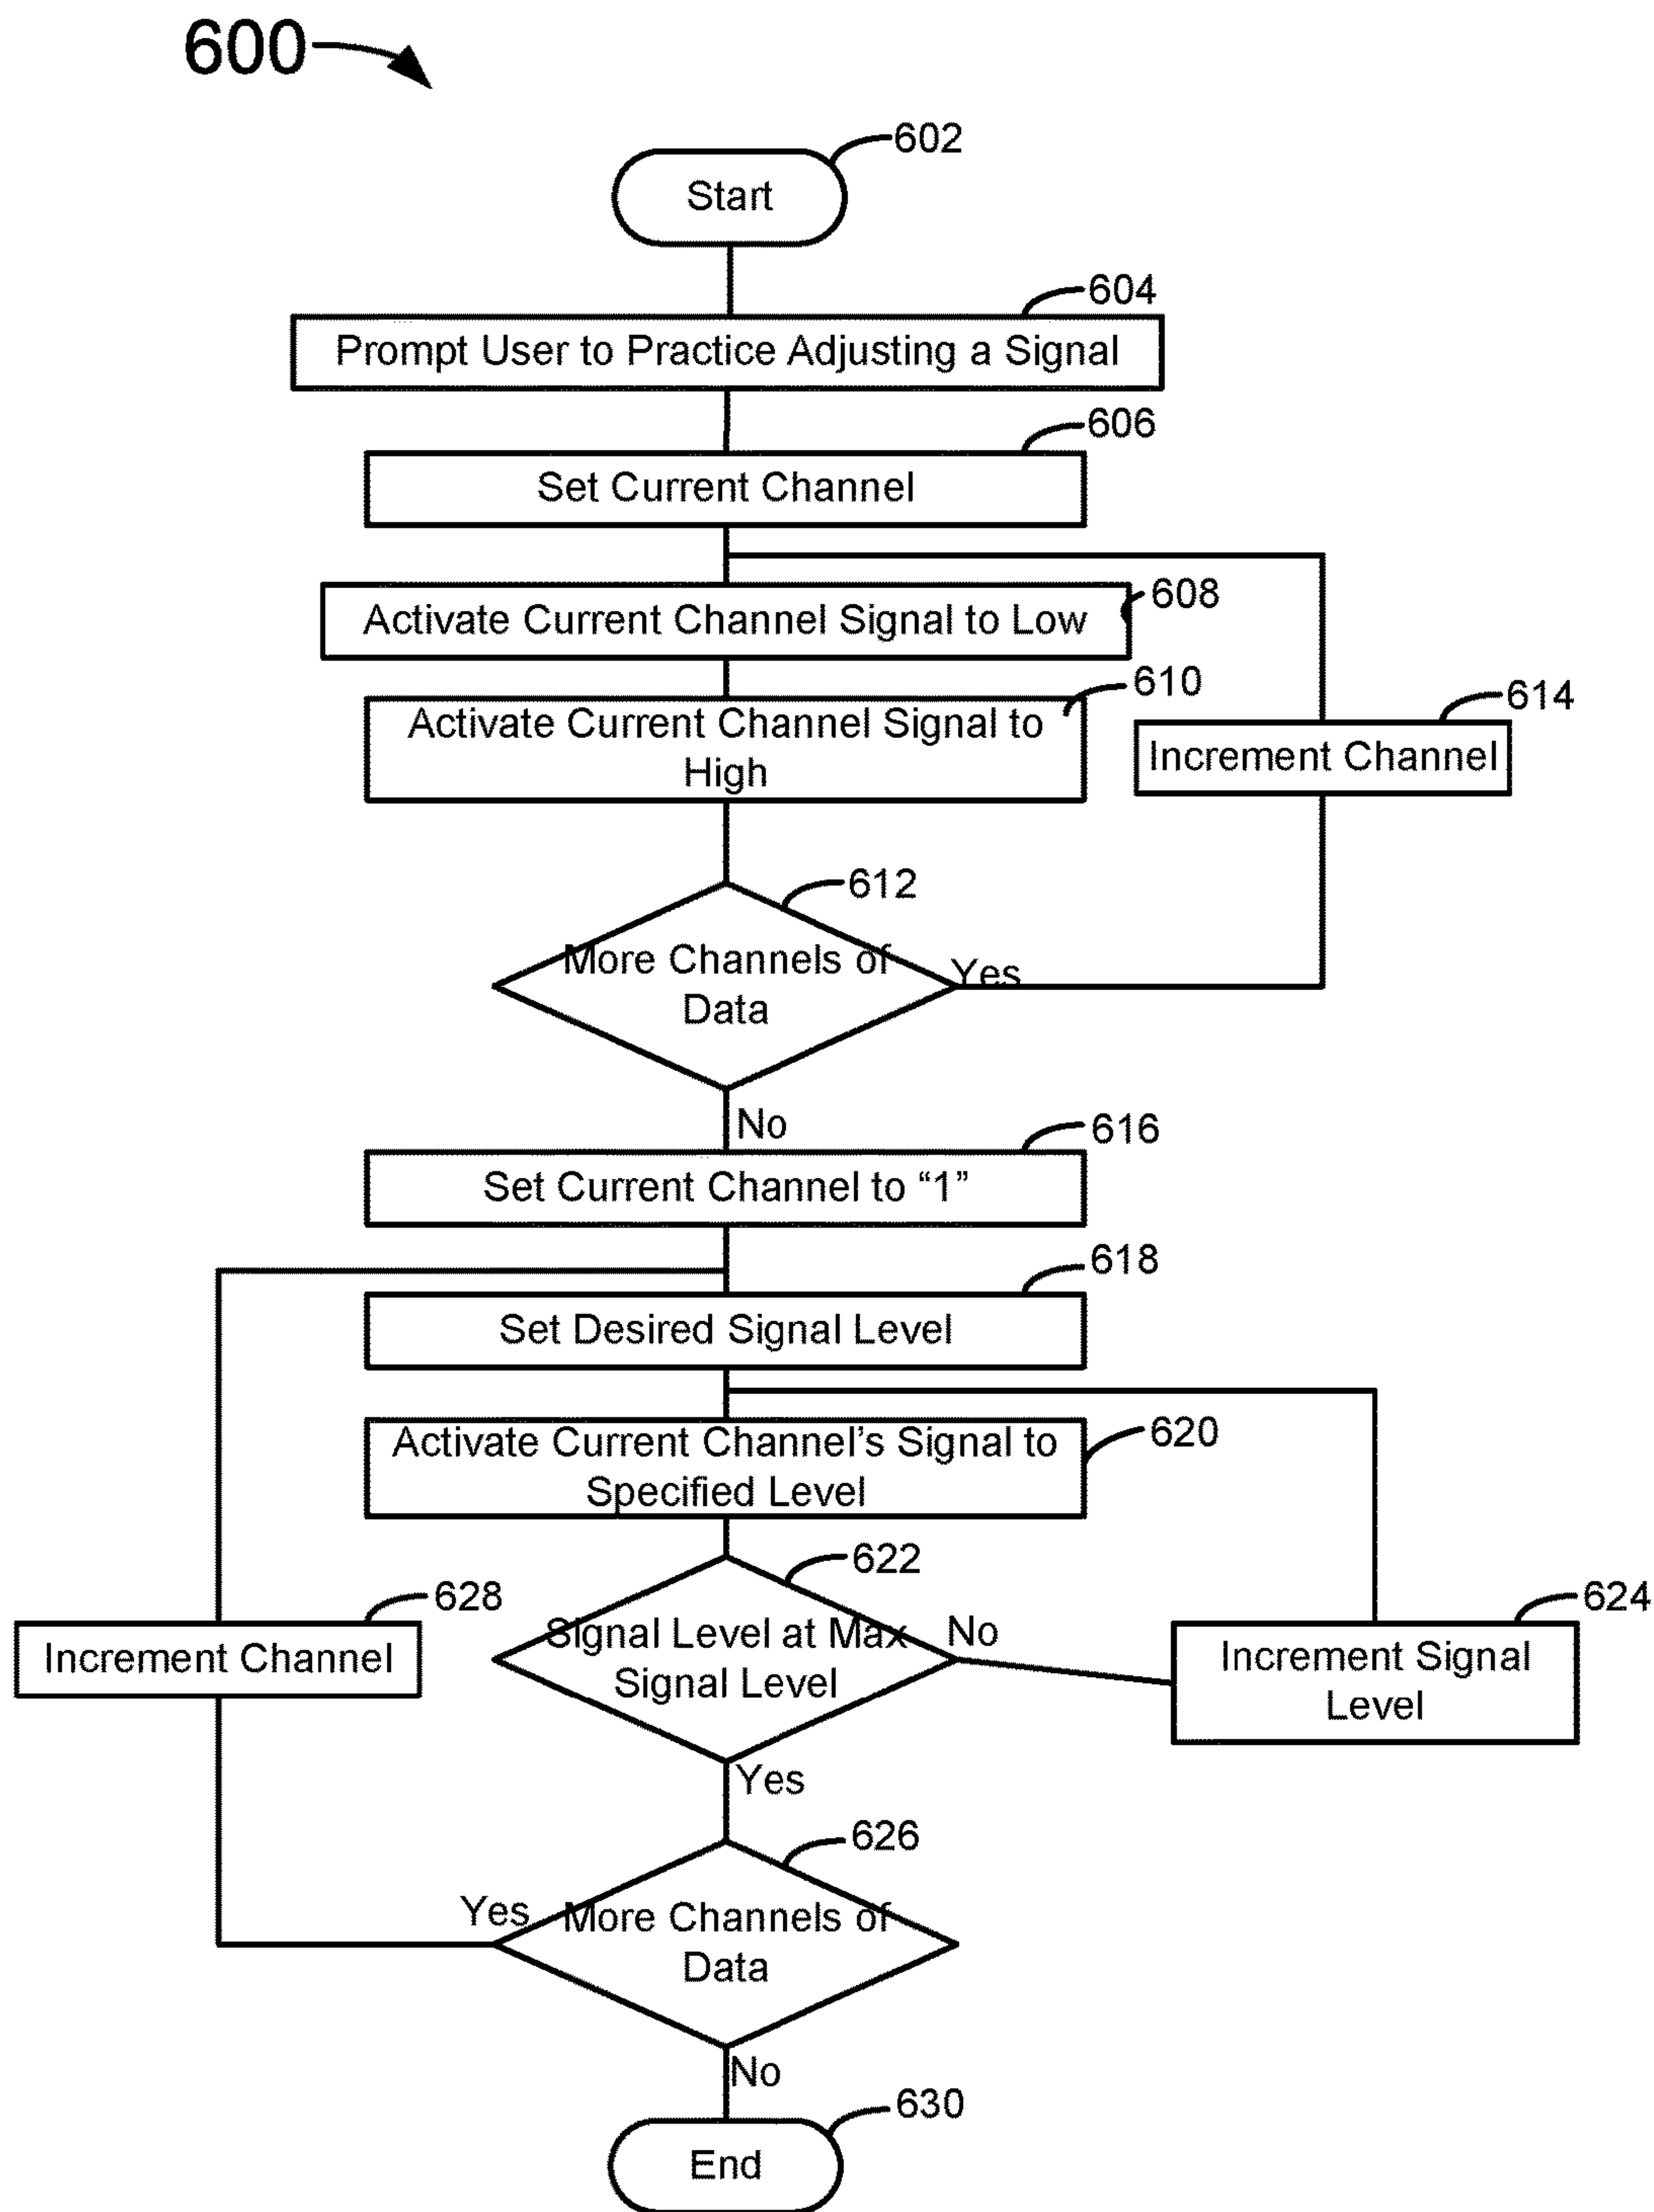 600
602
Start
604
Prompt User to Practice Adjusting a Signal
606
Set Current Channel
608
Activate Current Channel Signal to Low
610
Activate Current Channel Signal to
High
614
Increment Channel
612
More Channels of
Data
Yes
No
616
Set Current Channel to “1”
618
Set Desired Signal Level
620
Activate Current Channel’s Signal to
Specified Level
622
Signal Level at Max
Signal Level
No
624
Increment Signal
Level
628
Increment Channel
Yes
626
More Channels of
Data
Yes
No
630
End